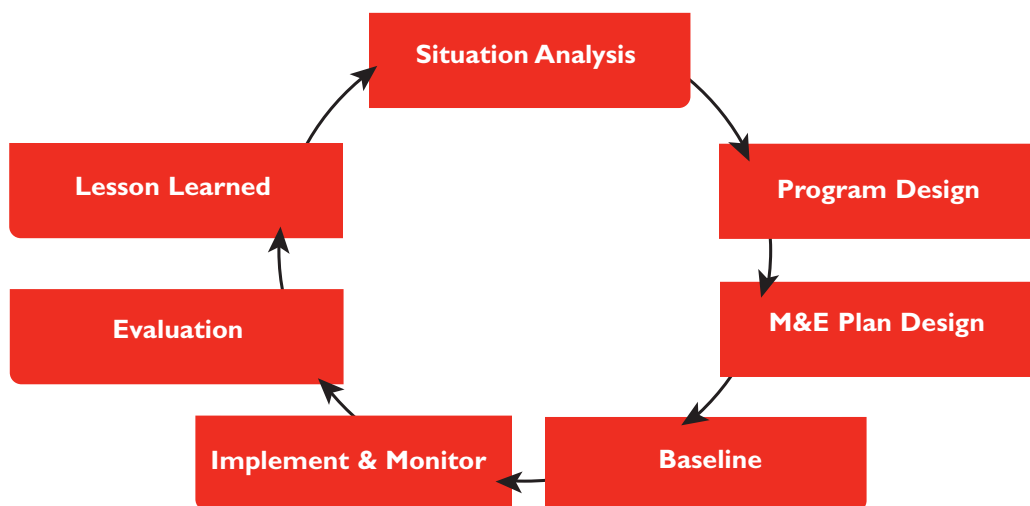 Situation Analysis
Program Design
M&E Plan Design
Baseline
Implement & Monitor
Evaluation
Lesson Learned